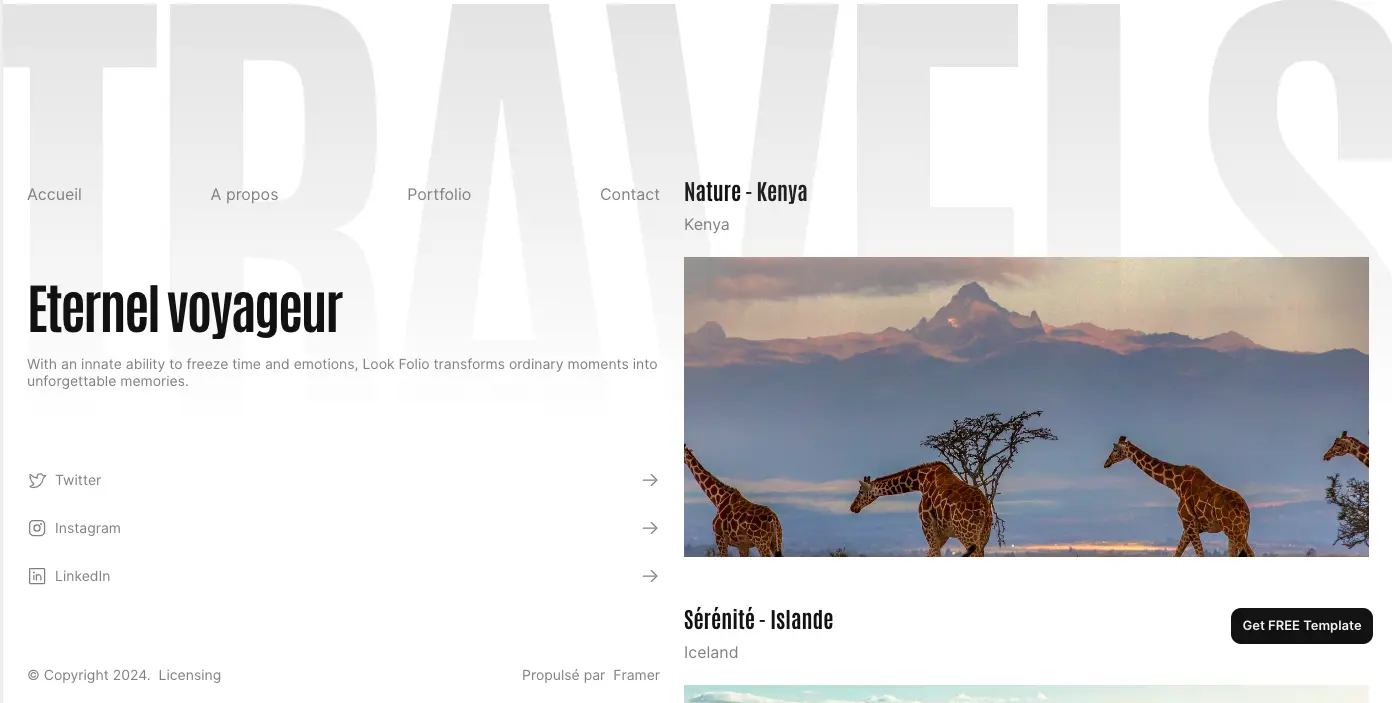 TRAVELS
Accueil
A propos
Portfolio
Contact
Eternel voyageur
With an innate ability to freeze time and emotions, Look Folio transforms ordinary moments into
unforgettable memories.
Twitter
Instagram
LinkedIn
© Copyright 2024. Licensing
Propulsé par Framer
Nature - Kenya
Kenya
Sérénité - Islande
Iceland
Get FREE Template